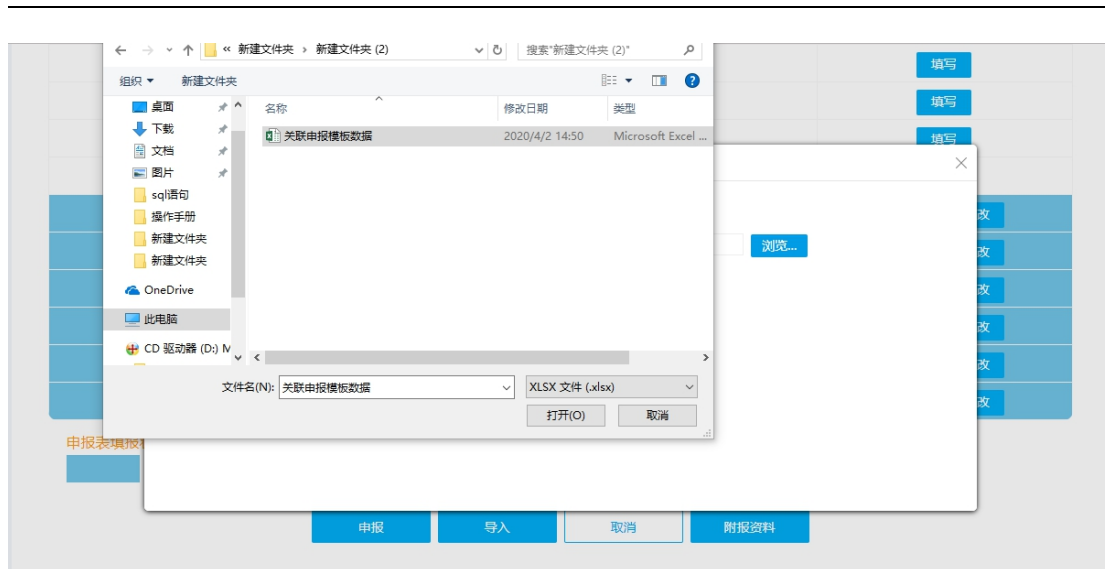 « 新建文件夹 › 新建文件夹 (2)
搜索"新建文件夹 (2)"
组织 新建文件夹
名称 修改日期 类型
关联申报模板数据 2020/4/2 14:50 Microsoft Excel ...
桌面
下载
文档
图片
sql语句
操作手册
新建文件夹
新建文件夹
OneDrive
此电脑
CD 驱动器 (D:) M
文件名(N): 关联申报模板数据 XLSX 文件 (.xlsx)
打开(O) 取消
填写
填写
填写
浏览...
改
改
改
改
改
改
申报表填报
申报 导入 取消 附报资料